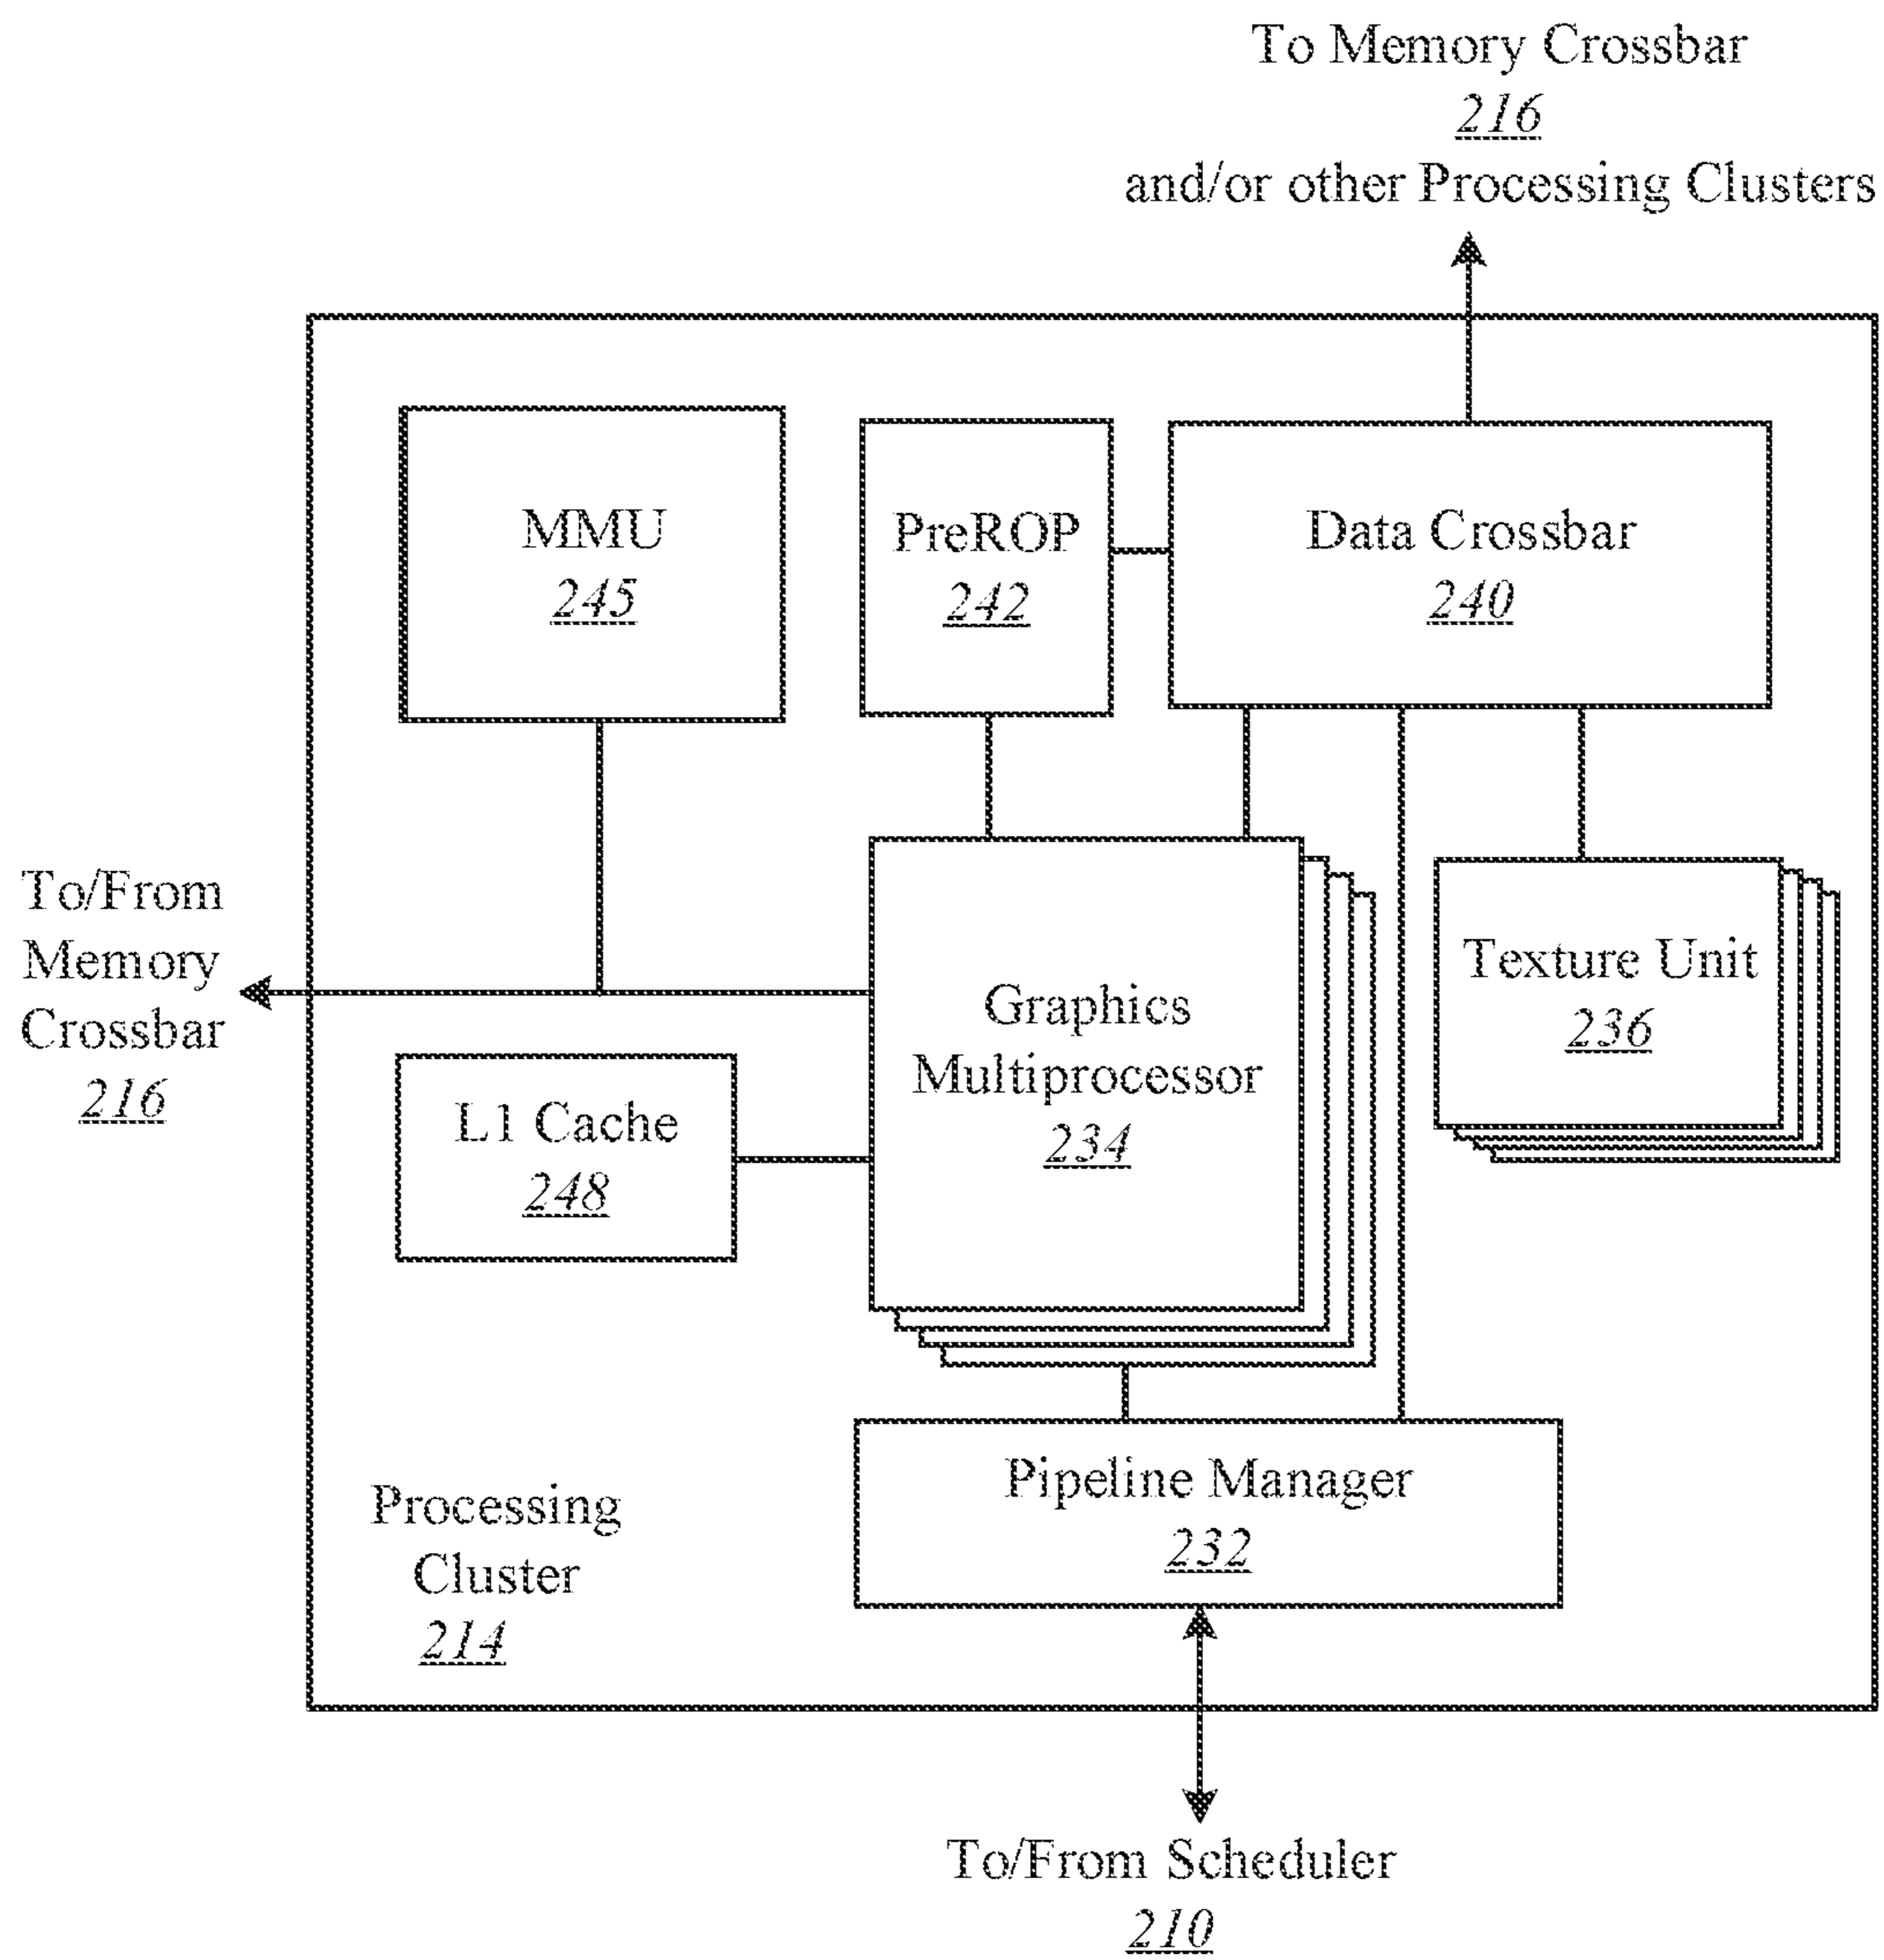 To Memory Crossbar
216
and/or other Processing Clusters
MMU
245
PreROP
242
Data Crossbar
240
To/From
Memory
Crossbar
216
L1 Cache
248
Graphics
Multiprocessor
234
Texture Unit
236
Pipeline Manager
232
Processing
Cluster
214
To/From Scheduler
210